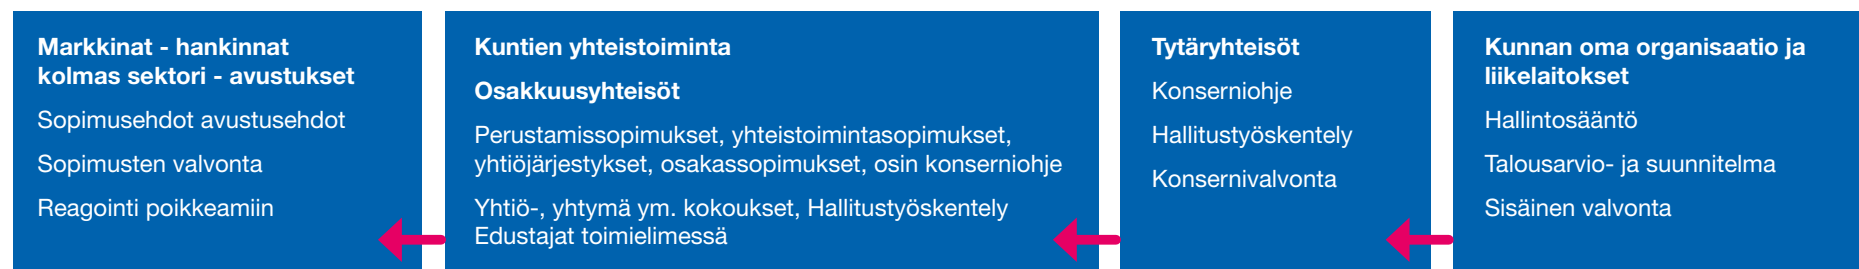 Markkinat - hankinnat
kolmas sektori - avustukset
Sopimusehdot avustusehdot
Sopimusten valvonta
Reagointi poikkeamiin
Kuntien yhteistoiminta
Osakkuusyhteisöt
Perustamissopimukset, yhteistoimintasopimukset,
yhtiöjärjestykset, osakassopimukset, osin konserniohje
Yhtiö-, yhtymä ym. kokoukset, Hallitustyöskentely
Edustajat toimielimessä
Tytäryhteisöt
Konserniohje
Hallitustyöskentely
Konsernivalvonta
Kunnan oma organisaatio ja
liikelaitokset
Hallintosääntö
Talousarvio- ja suunnitelma
Sisäinen valvonta